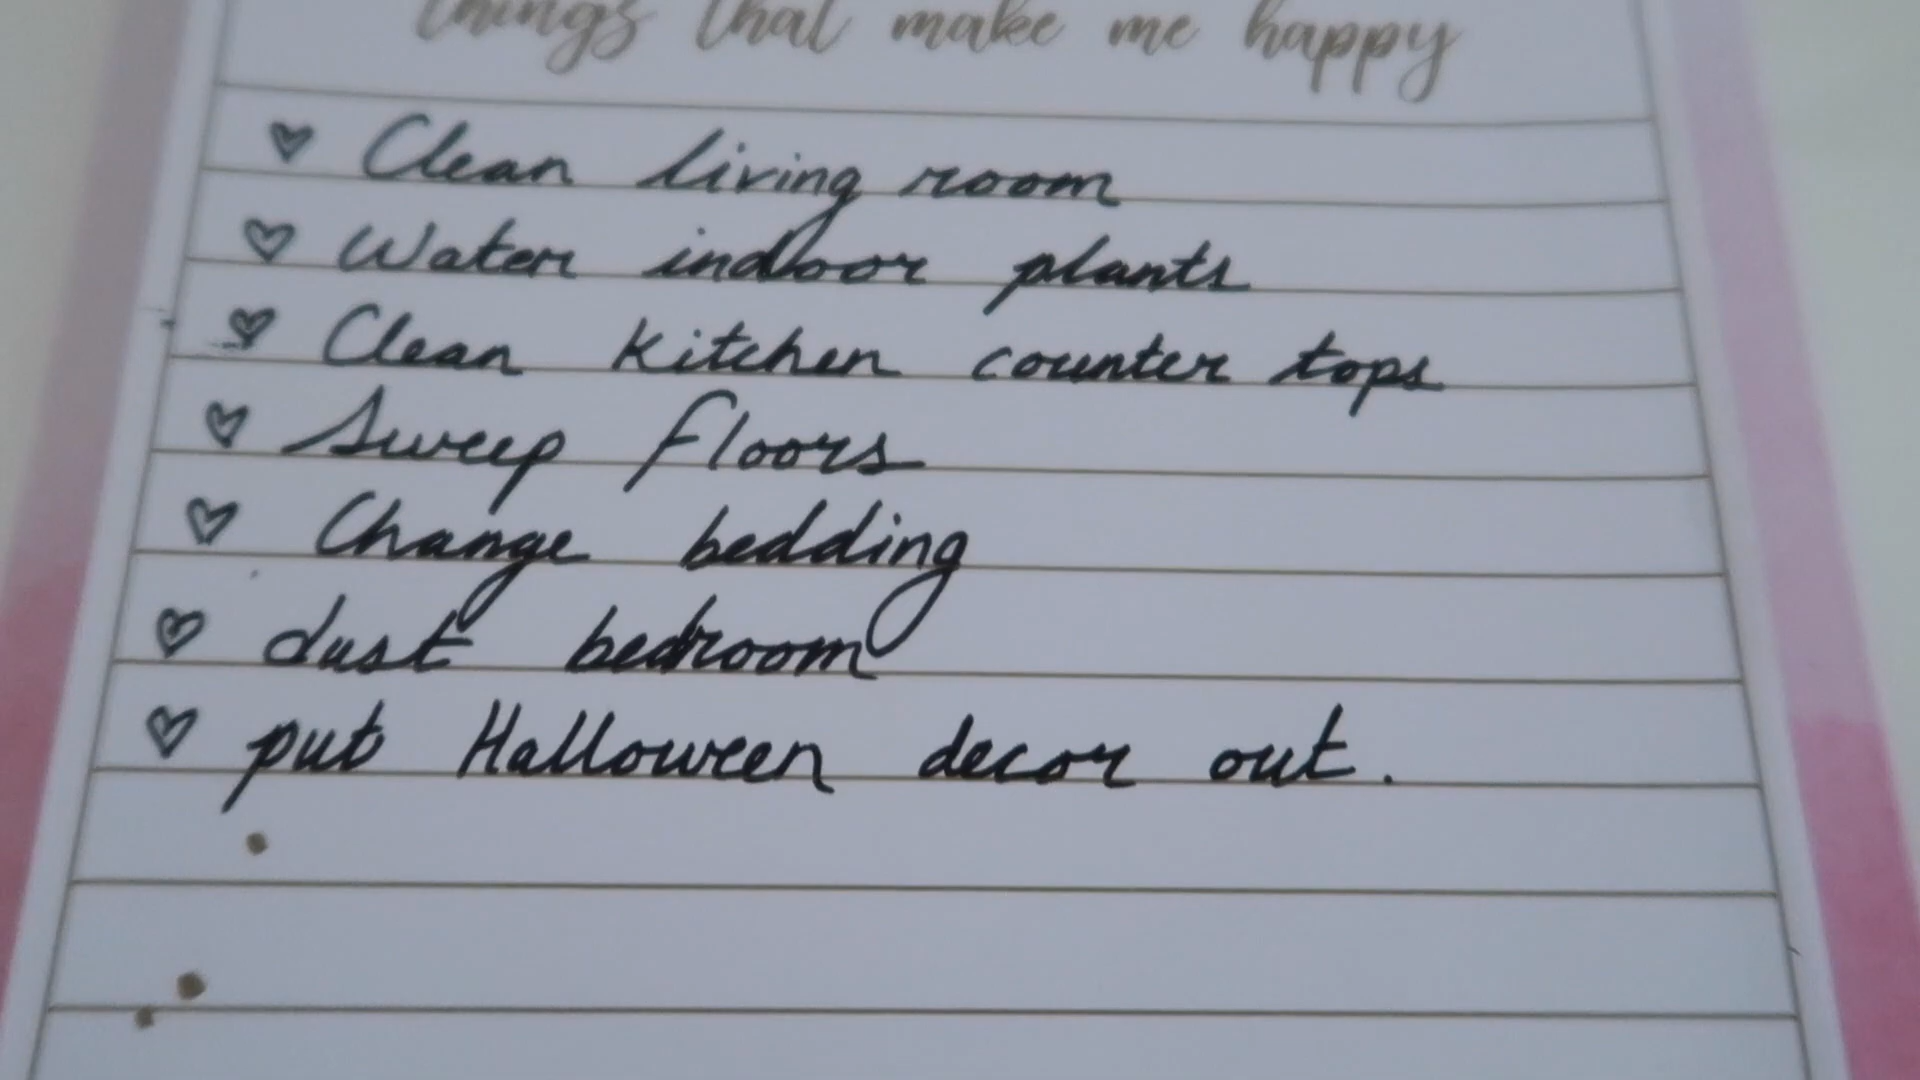 things that make me happy
♥ Clean living room
♥ Water indoor plants
♥ Clean kitchen counter tops
♥ Sweep floors
♥ Change bedding
♥ dust bedroom
♥ put Halloween decor out.